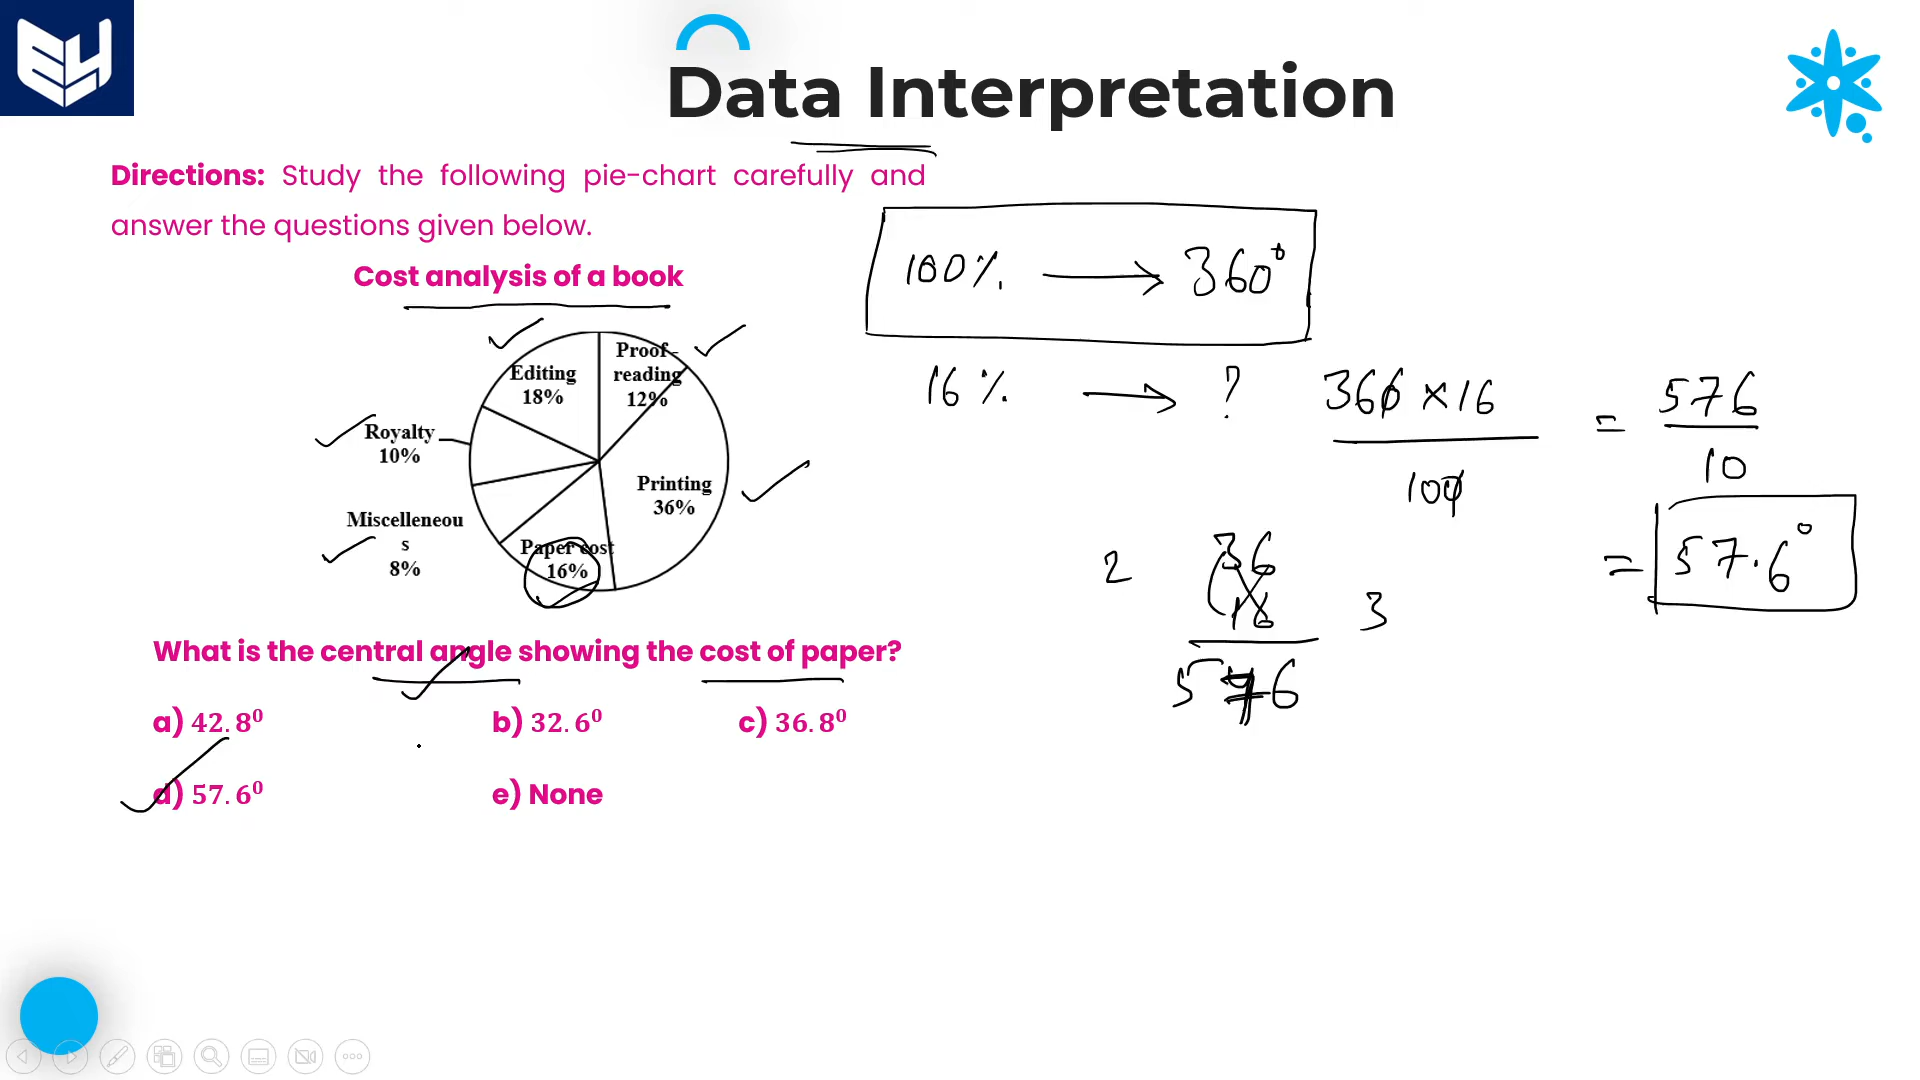 EY
Data Interpretation
Directions: Study the following pie-chart carefully and
answer the questions given below.
Cost analysis of a book
Proof-
reading
12%
Editing
18%
Royalty
10%
Printing
36%
Miscelleneou
s
8%
Paper cost
16%
What is the central angle showing the cost of paper?
a) 42.8⁰
b) 32.6⁰
c) 36.8⁰
d) 57.6⁰
e) None
100% → 360°
16% → ?
360 × 16
100
= 576
10
= 57.6°
2
36
16
3
576